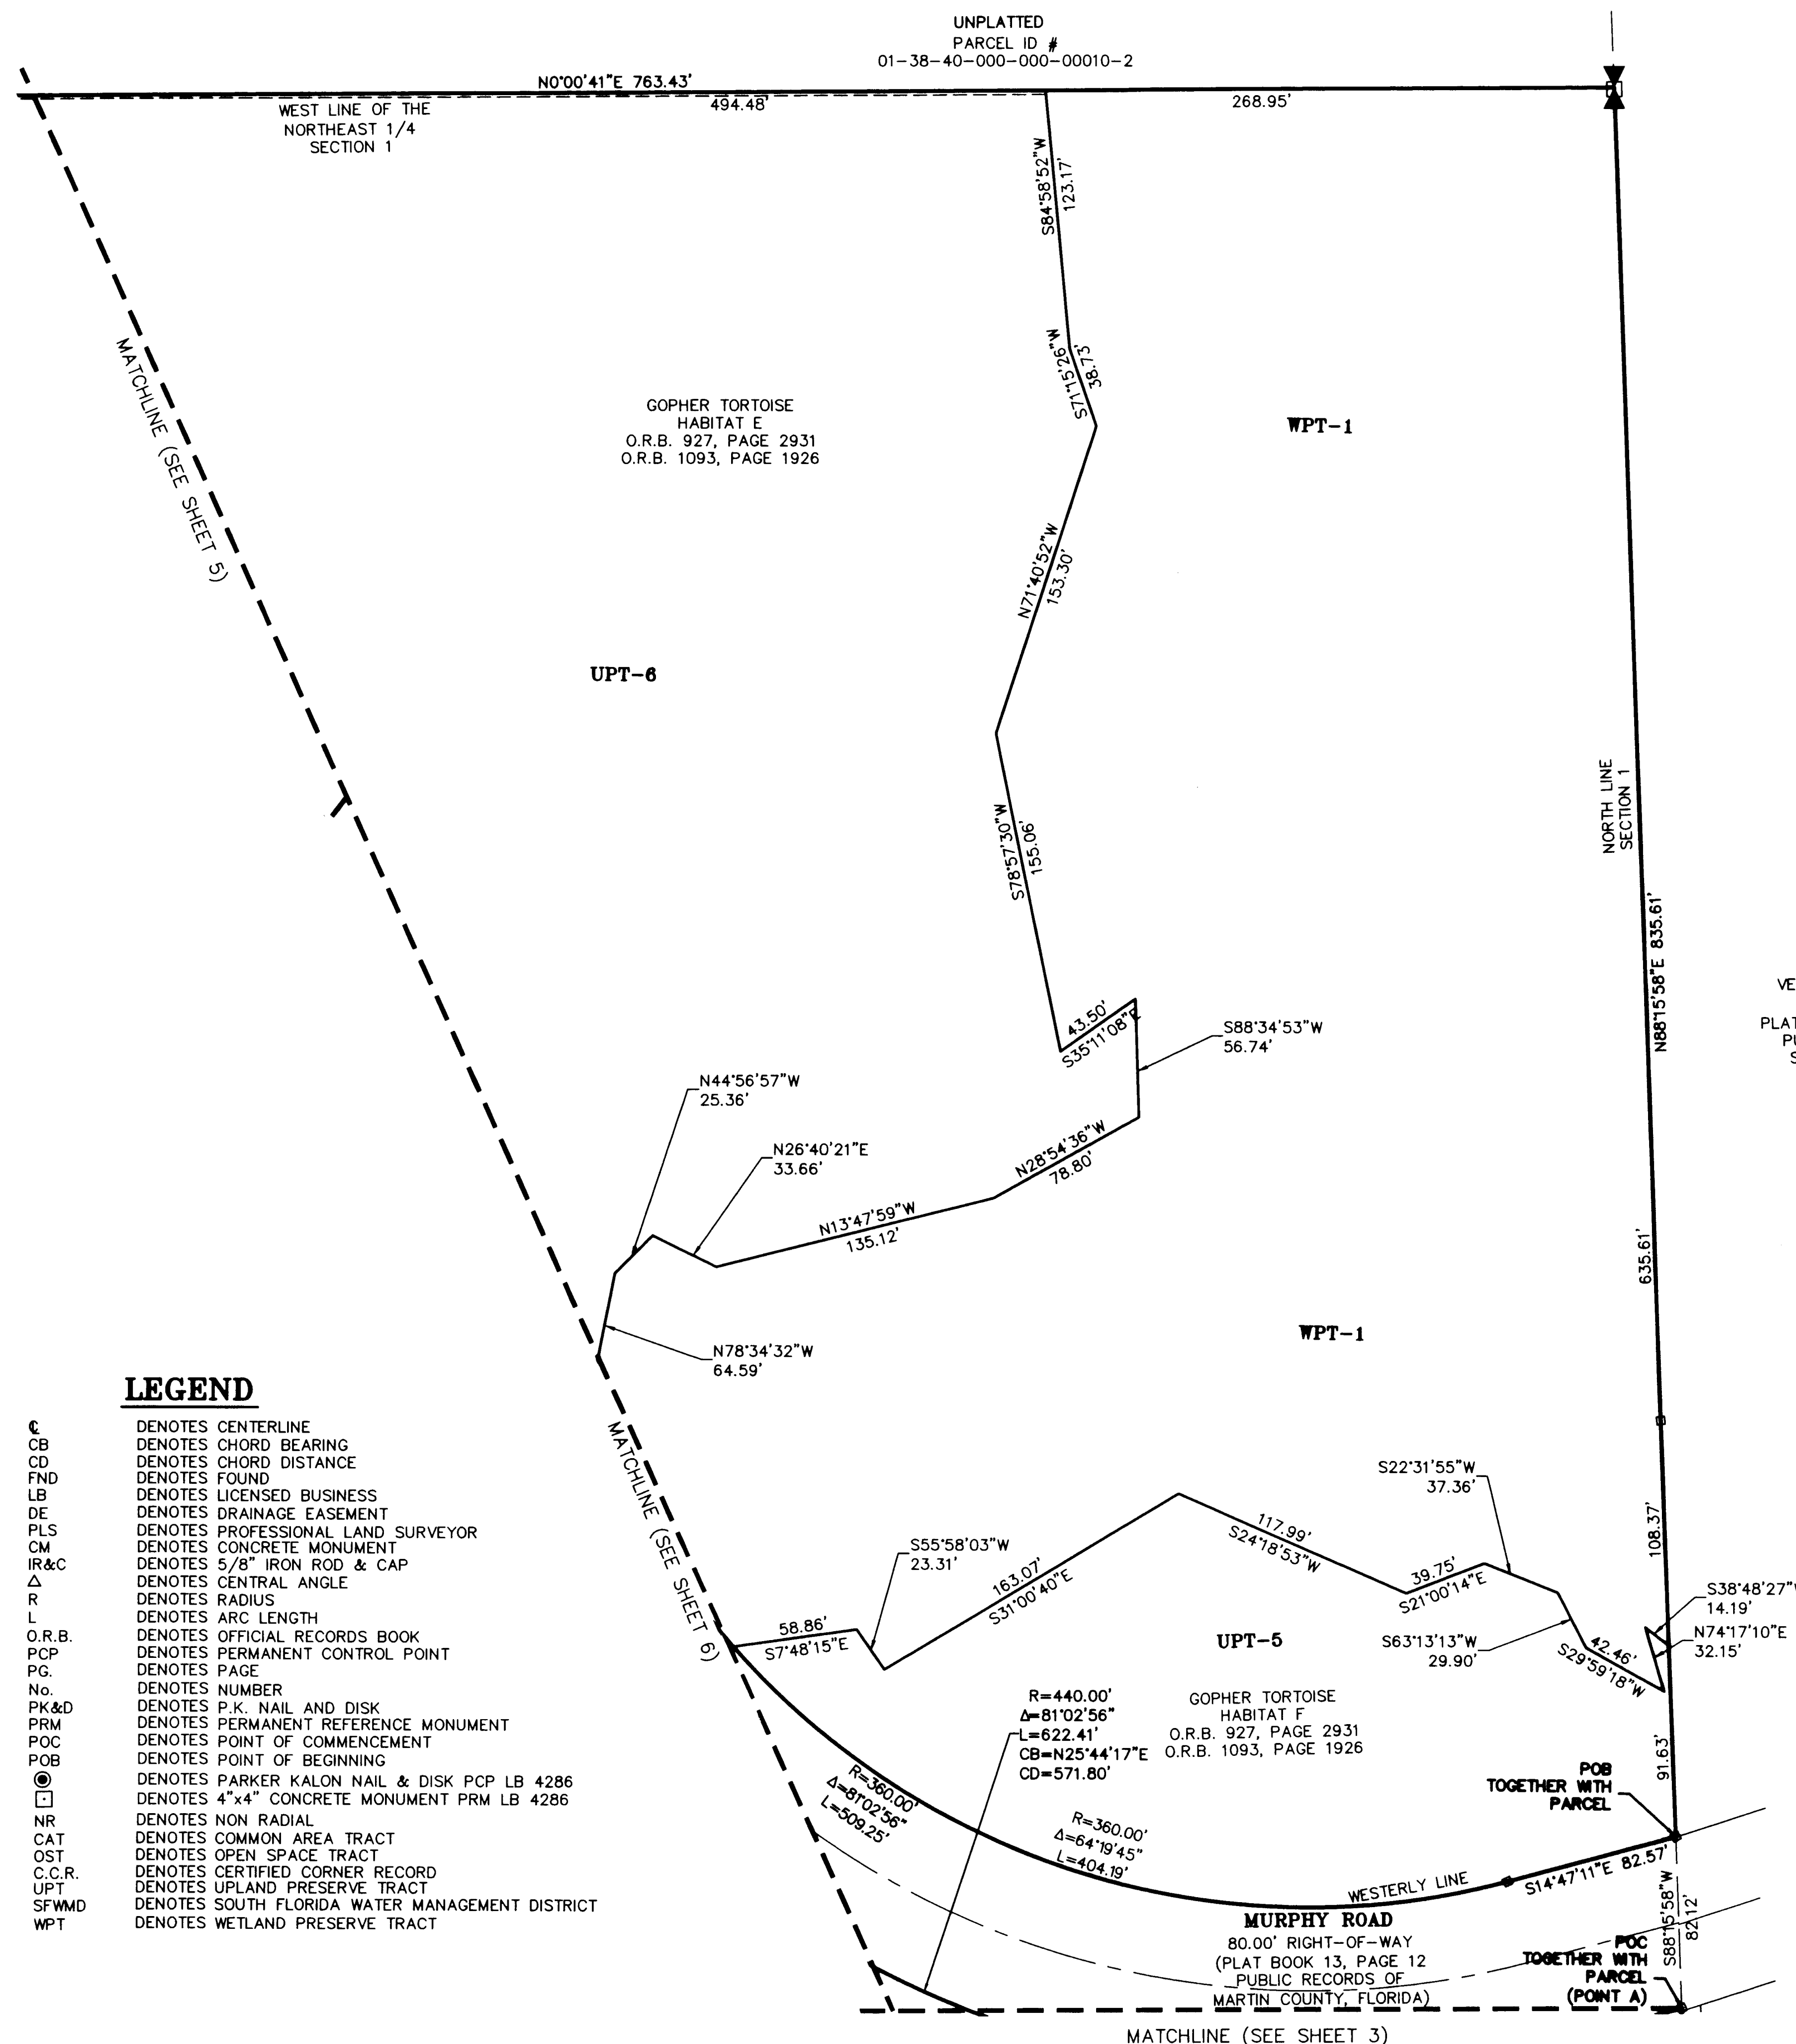 UNPLATTED
PARCEL ID #
01-38-40-000-000-00010-2
N0°00'41"E 763.43'
494.48'
268.95'
WEST LINE OF THE
NORTHEAST 1/4
SECTION 1
S84°58'52"W
123.17'
S71°15'26"W
38.73'
MATCHLINE (SEE SHEET 5)
GOPHER TORTOISE
HABITAT E
O.R.B. 927, PAGE 2931
O.R.B. 1093, PAGE 1926
WPT-1
N71°40'52"W
153.30'
UPT-6
S78°57'30"W
155.06'
NORTH LINE
SECTION 1
N88°15'58"E 835.61'
43.50'
S35°11'08"E
S88°34'53"W
56.74'
N44°56'57"W
25.36'
N26°40'21"E
33.66'
N28°54'36"W
78.80'
N13°47'59"W
135.12'
635.61'
N78°34'32"W
64.59'
WPT-1
LEGEND
℄ DENOTES CENTERLINE
CB DENOTES CHORD BEARING
CD DENOTES CHORD DISTANCE
FND DENOTES FOUND
LB DENOTES LICENSED BUSINESS
DE DENOTES DRAINAGE EASEMENT
PLS DENOTES PROFESSIONAL LAND SURVEYOR
CM DENOTES CONCRETE MONUMENT
IR&C DENOTES 5/8" IRON ROD & CAP
Δ DENOTES CENTRAL ANGLE
R DENOTES RADIUS
L DENOTES ARC LENGTH
O.R.B. DENOTES OFFICIAL RECORDS BOOK
PCP DENOTES PERMANENT CONTROL POINT
PG. DENOTES PAGE
No. DENOTES NUMBER
PK&D DENOTES P.K. NAIL AND DISK
PRM DENOTES PERMANENT REFERENCE MONUMENT
POC DENOTES POINT OF COMMENCEMENT
POB DENOTES POINT OF BEGINNING
DENOTES PARKER KALON NAIL & DISK PCP LB 4286
DENOTES 4"x4" CONCRETE MONUMENT PRM LB 4286
NR DENOTES NON RADIAL
CAT DENOTES COMMON AREA TRACT
OST DENOTES OPEN SPACE TRACT
C.C.R. DENOTES CERTIFIED CORNER RECORD
UPT DENOTES UPLAND PRESERVE TRACT
SFWMD DENOTES SOUTH FLORIDA WATER MANAGEMENT DISTRICT
WPT DENOTES WETLAND PRESERVE TRACT
MATCHLINE (SEE SHEET 6)
58.86'
S7°48'15"E
S55°58'03"W
23.31'
163.07'
S31°00'40"E
117.99'
S24°18'53"W
39.75'
S21°00'14"E
S22°31'55"W
37.36'
S63°13'13"W
29.90'
42.46'
S29°59'18"W
108.37'
S38°48'27"W
14.19'
N74°17'10"E
32.15'
91.63'
UPT-5
GOPHER TORTOISE
HABITAT F
O.R.B. 927, PAGE 2931
O.R.B. 1093, PAGE 1926
R=440.00'
Δ=81°02'56"
L=622.41'
CB=N25°44'17"E
CD=571.80'
R=360.00'
Δ=81°02'56"
L=509.25'
R=360.00'
Δ=64°19'45"
L=404.19'
POB
TOGETHER WITH
PARCEL
WESTERLY LINE
S14°47'11"E 82.57'
S88°15'58"W
82.12'
MURPHY ROAD
80.00' RIGHT-OF-WAY
(PLAT BOOK 13, PAGE 12
PUBLIC RECORDS OF
MARTIN COUNTY, FLORIDA)
POC
TOGETHER WITH
PARCEL
(POINT A)
MATCHLINE (SEE SHEET 3)
VE
PLAT